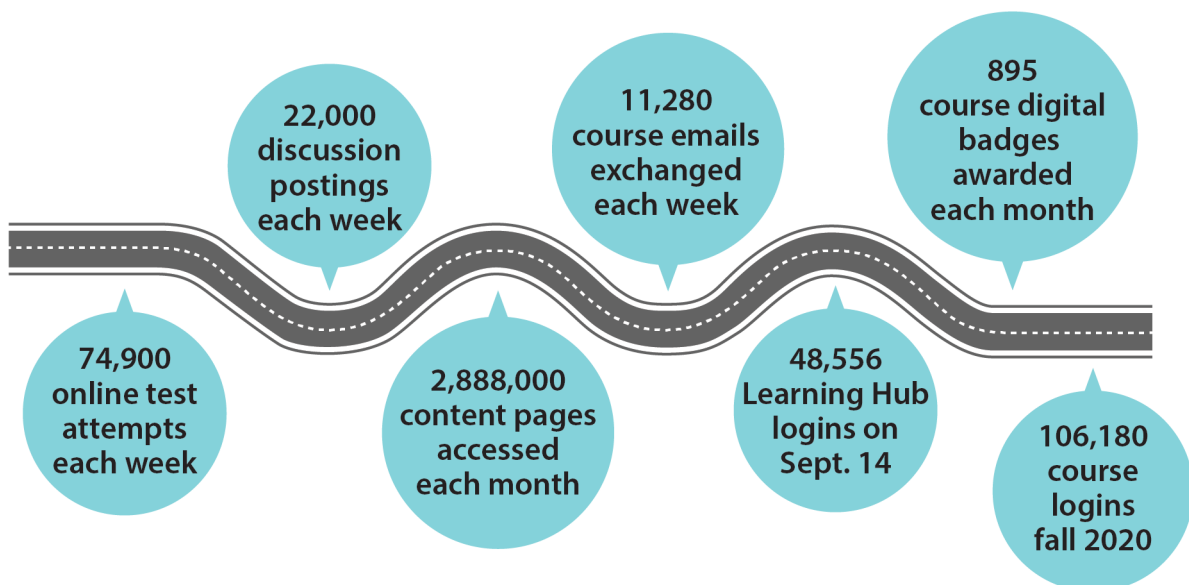 74,900
online test
attempts
each week
22,000
discussion
postings
each week
2,888,000
content pages
accessed
each month
11,280
course emails
exchanged
each week
48,556
Learning Hub
logins on
Sept. 14
895
course digital
badges
awarded
each month
106,180
course
logins
fall 2020